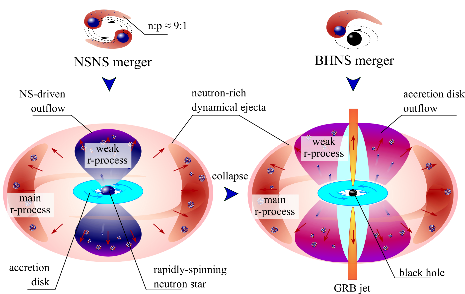 n:p ≈ 9:1
NSNS merger
BHNS merger
NS-driven
outflow
neutron-rich
dynamical ejecta
accretion disk
outflow
weak
r-process
weak
r-process
collapse
main
r-process
main
r-process
accretion
disk
rapidly-spinning
neutron star
black hole
GRB jet